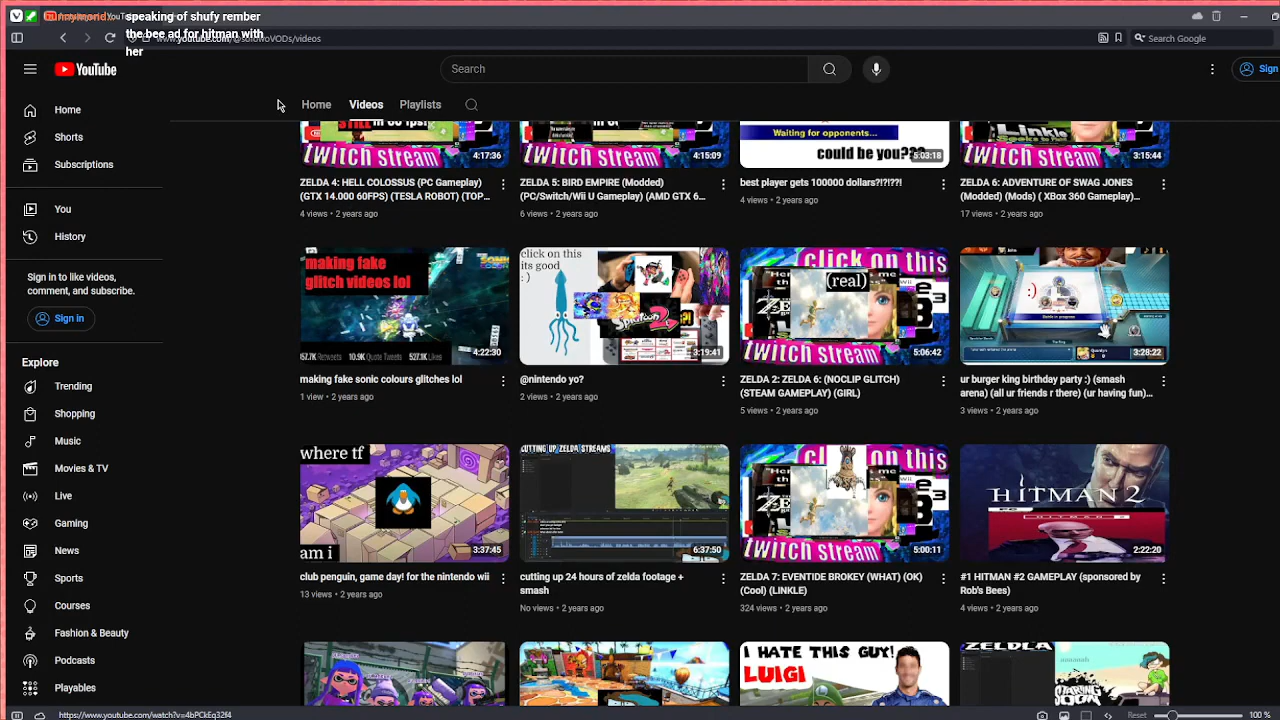 speaking of shufy rember
the bee ad for hitman with
her
Search Google
YouTube
Search
Sign
Home
Videos
Playlists
Home
Shorts
Subscriptions
You
History
Sign in to like videos,
comment, and subscribe.
Sign in
Explore
Trending
Shopping
Music
Movies & TV
Live
Gaming
News
Sports
Courses
Fashion & Beauty
Podcasts
Playables
twitch stream
4:17:36
ZELDA 4: HELL COLOSSUS (PC Gameplay)
(GTX 14.000 60FPS) (TESLA ROBOT) (TOP...
4 views • 2 years ago
twitch stream
4:15:09
ZELDA 5: BIRD EMPIRE (Modded)
(PC/Switch/Wii U Gameplay) (AMD GTX 6...
6 views • 2 years ago
Waiting for opponents...
could be you???
5:03:18
best player gets 100000 dollars?!?!??!
4 views • 2 years ago
Linkle
twitch stream
3:15:44
ZELDA 6: ADVENTURE OF SWAG JONES
(Modded) (Mods) ( XBox 360 Gameplay)...
17 views • 2 years ago
making fake
glitch videos lol
4:22:30
making fake sonic colours glitches lol
1 view • 2 years ago
click on this
its good
: )
3:19:41
@nintendo yo?
2 views • 2 years ago
click on this
(real)
twitch stream
5:06:42
ZELDA 2: ZELDA 6: (NOCLIP GLITCH)
(STEAM GAMEPLAY) (GIRL)
5 views • 2 years ago
:)
3:28:22
ur burger king birthday party :) (smash
arena) (all ur friends r there) (ur having fun)...
3 views • 2 years ago
where tf
am i
3:37:45
club penguin, game day! for the nintendo wii
13 views • 2 years ago
CUTTING UP ZELDA STREAMS
6:37:50
cutting up 24 hours of zelda footage +
smash
No views • 2 years ago
on this
twitch stream
5:00:11
ZELDA 7: EVENTIDE BROKEY (WHAT) (OK)
(Cool) (LINKLE)
324 views • 2 years ago
HITMAN 2
2:22:20
#1 HITMAN #2 GAMEPLAY (sponsored by
Rob's Bees)
4 views • 2 years ago
I HATE THIS GUY!
LUIGI
https://www.youtube.com/watch?v=4bPCkEq32f4
Reset
100 %